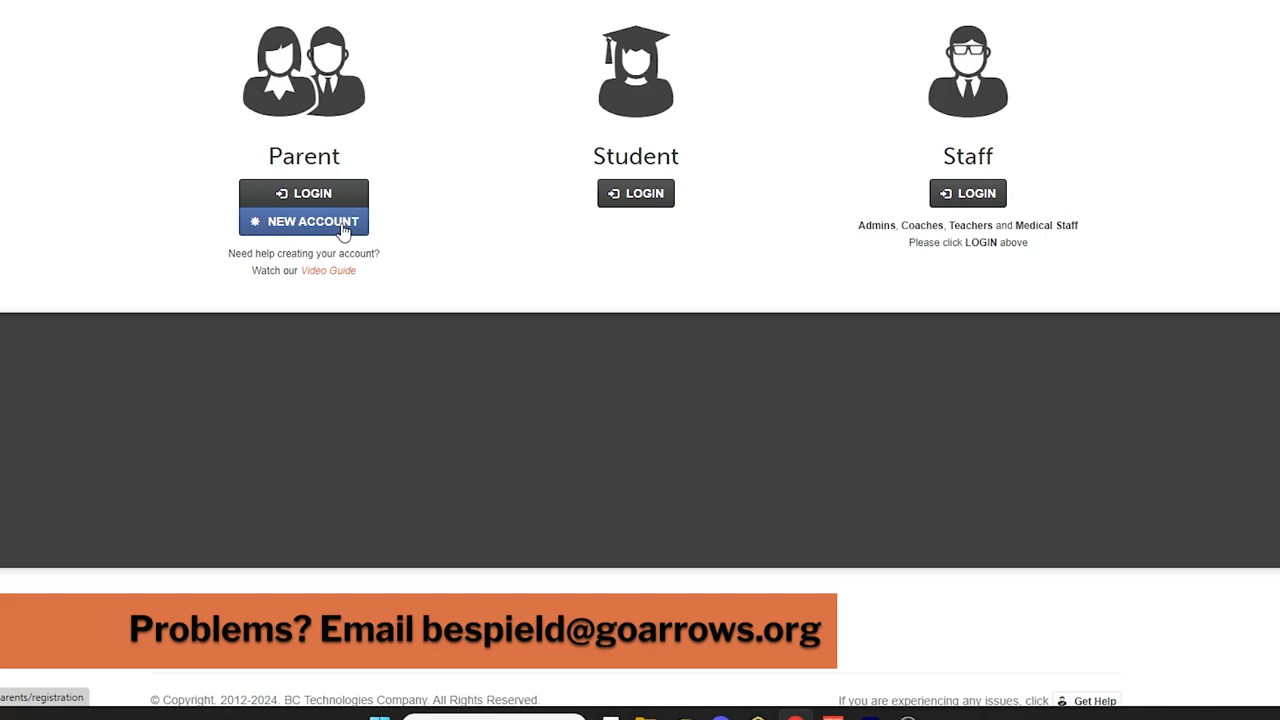 Parent
LOGIN
NEW ACCOUNT
Need help creating your account?
Watch our Video Guide
Student
LOGIN
Staff
LOGIN
Admins, Coaches, Teachers and Medical Staff
Please click LOGIN above
Problems? Email bespield@goarrows.org
arents/registration
© Copyright. 2012-2024. BC Technologies Company. All Rights Reserved.
If you are experiencing any issues, click Get Help